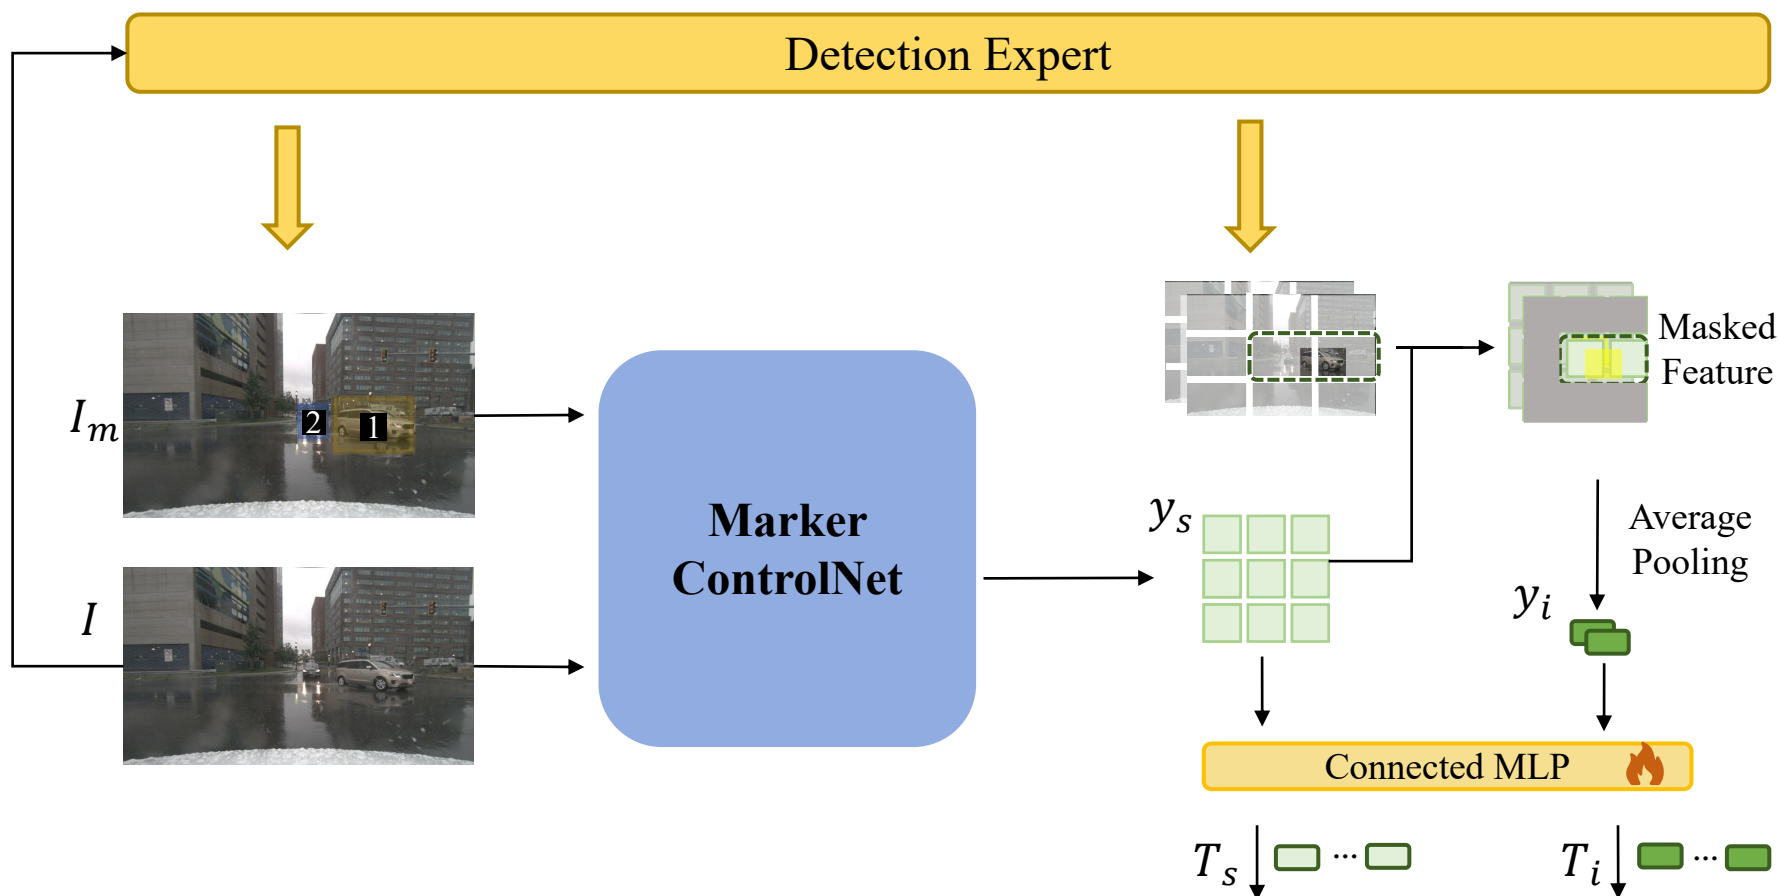 Detection Expert
I_m
2
1
I
Marker
ControlNet
y_s
Masked
Feature
Average
Pooling
y_i
Connected MLP
T_s
...
T_i
...